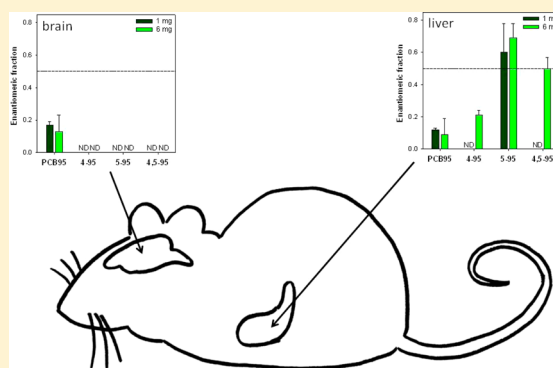 brain
1 mg
6 mg
Enantiomeric fraction
0.8
0.6
0.4
0.2
0.0
ND ND ND ND ND ND
PCB95 4-95 5-95 4,5-95
liver
1 mg
6 mg
Enantiomeric fraction
0.8
0.6
0.4
0.2
0.0
ND ND
PCB95 4-95 5-95 4,5-95